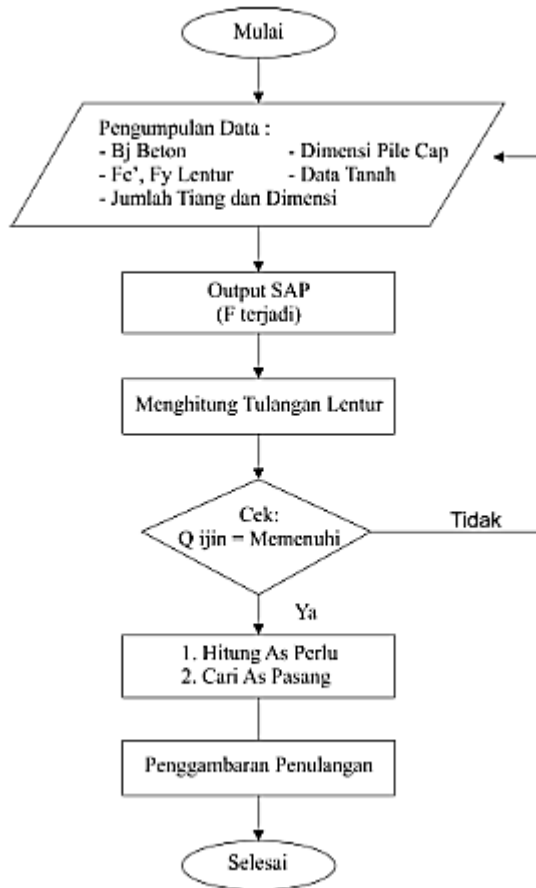 Mulai
Pengumpulan Data :
- Bj Beton - Dimensi Pile Cap
- Fc', Fy Lentur - Data Tanah
- Jumlah Tiang dan Dimensi
Output SAP
(F terjadi)
Menghitung Tulangan Lentur
Cek:
Q ijin = Memenuhi
Tidak
Ya
1. Hitung As Perlu
2. Cari As Pasang
Penggambaran Penulangan
Selesai